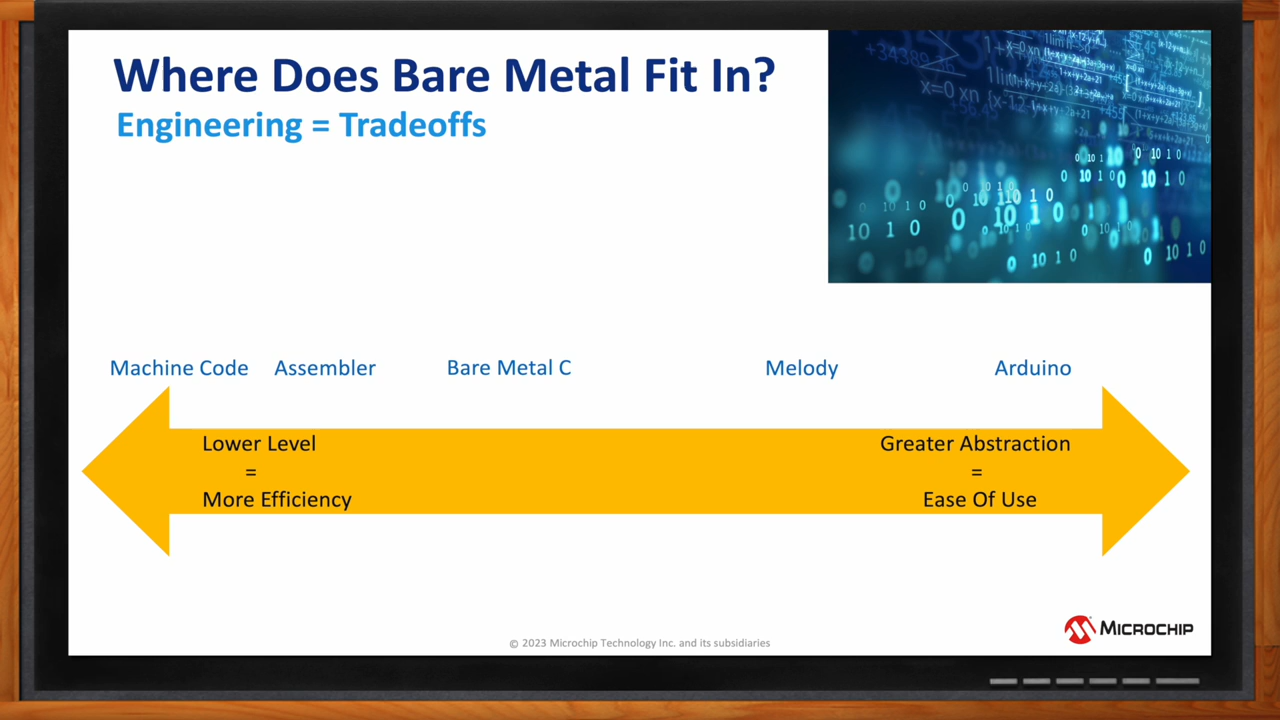 Where Does Bare Metal Fit In?
Engineering = Tradeoffs
Machine Code Assembler Bare Metal C Melody Arduino
Lower Level
=
More Efficiency
Greater Abstraction
=
Ease Of Use
© 2023 Microchip Technology Inc. and its subsidiaries
MICROCHIP